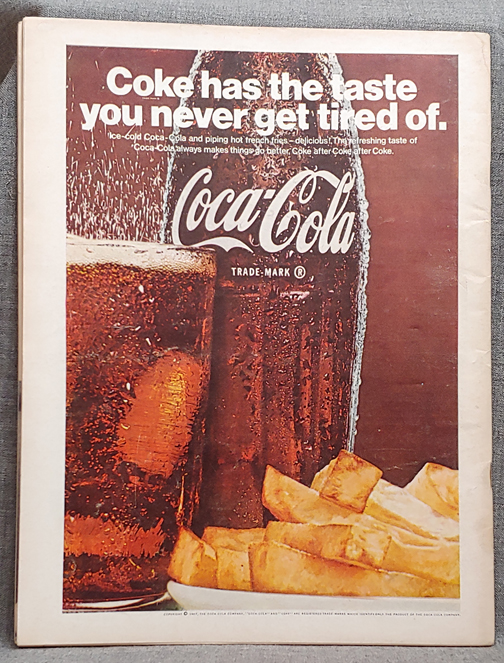 Coke has the taste
you never get tired of.
Ice-cold Coca-Cola and piping hot french fries – delicious! The refreshing taste of
Coca-Cola always makes things go better. Coke after Coke after Coke.
Coca-Cola
TRADE-MARK ®